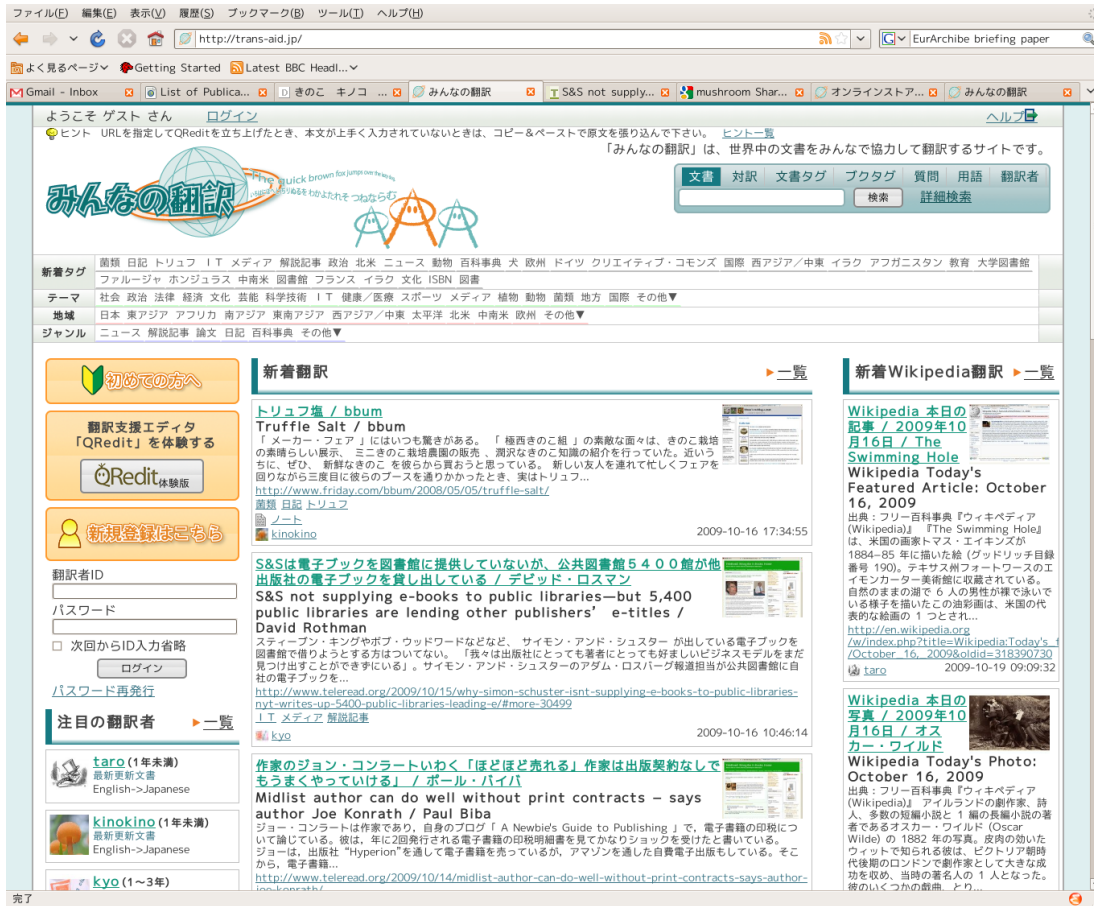 ファイル(F) 編集(E) 表示(V) 履歴(S) ブックマーク(B) ツール(T) ヘルプ(H)
http://trans-aid.jp/
EurArchibe briefing paper
よく見るページ
Getting Started
Latest BBC Headl...
Gmail - Inbox
List of Publica...
きのこ キノコ ...
みんなの翻訳
S&S not supply...
mushroom Shar...
オンラインストア...
みんなの翻訳
ようこそ ゲスト さん ログイン
ヘルプ
ヒント URLを指定してQReditを立ち上げたとき、本文が上手く入力されていないときは、コピー&ペーストで原文を張り込んで下さい。 ヒント一覧
「みんなの翻訳」は、世界中の文書をみんなで協力して翻訳するサイトです。
みんなの翻訳
The quick brown fox jumps over the
文書 対訳 文書タグ ブクタグ 質問 用語 翻訳者
検索 詳細検索
新着タグ
菌類 日記 トリュフ IT メディア 解説記事 政治 北米 ニュース 動物 百科事典 犬 欧州 ドイツ クリエイティブ・コモンズ 国際 西アジア/中東 イラク アフガニスタン 教育 大学図書館
ファルージャ ホンジュラス 中南米 図書館 フランス イラク 文化 ISBN 図書
テーマ 社会 政治 法律 経済 文化 芸能 科学技術 IT 健康/医療 スポーツ メディア 植物 動物 菌類 地方 国際 その他▼
地域 日本 東アジア アフリカ 南アジア 東南アジア 西アジア/中東 太平洋 北米 中南米 欧州 その他▼
ジャンル ニュース 解説記事 論文 日記 百科事典 その他▼
初めての方へ
翻訳支援エディタ
「QRedit」を体験する
QRedit体験版
新規登録はこちら
翻訳者ID
パスワード
次回からID入力省略
ログイン
パスワード再発行
注目の翻訳者 一覧
taro (1年未満)
最新更新文書
English->Japanese
kinokino (1年未満)
最新更新文書
English->Japanese
kyo (1～3年)
新着翻訳 一覧
トリュフ塩 / bbum
Truffle Salt / bbum
「 メーカー・フェア 」にはいつも驚きがある。 「 極西きのこ組 」の素敵な面々は、きのこ栽培
の素晴らしい展示、 ミニきのこ栽培農園の販売 、潤沢なきのこ知識の紹介を行っていた。近いう
ちに、ぜひ、 新鮮なきのこ を彼らから買おうと思っている。 新しい友人を連れて忙しくフェアを
回りながら三度目に彼らのブースを通りかかったとき、実はトリュフ...
http://www.friday.com/bbum/2008/05/05/truffle-salt/
菌類 日記 トリュフ
ノート
kinokino 2009-10-16 17:34:55
S&Sは電子ブックを図書館に提供していないが、公共図書館５４００館が他
出版社の電子ブックを貸し出している / デビッド・ロスマン
S&S not supplying e-books to public libraries—but 5,400
public libraries are lending other publishers’ e-titles /
David Rothman
スティーブン・キングやボブ・ウッドワードなどなど、 サイモン・アンド・シュスター が出している電子ブックを
図書館で借りようとする方はついてない。 「我々は出版社にとっても著者にとっても好ましいビジネスモデルをまだ
見つけ出すことができずにいる」。サイモン・アンド・シュスターのアダム・ロスバーグ報道担当が公共図書館に自
社の電子ブックを...
http://www.teleread.org/2009/10/15/why-simon-schuster-isnt-supplying-e-books-to-public-libraries-
nyt-writes-up-5400-public-libraries-leading-e/#more-30499
ＩＴ メディア 解説記事
kyo 2009-10-16 10:46:14
作家のジョン・コンラートいわく「ほどほど売れる」作家は出版契約なしで
もうまくやっていける」 / ポール・バイバ
Midlist author can do well without print contracts – says
author Joe Konrath / Paul Biba
ジョー・コンラートは作家であり，自身のブログ「 A Newbie's Guide to Publishing 」で，電子書籍の印税につ
いて論じている。彼は，年に2回発行される電子書籍の印税明細書を見てかなりショックを受けたと書いている。
ジョーは，出版社 “Hyperion”を通して電子書籍を売っているが，アマゾンを通した自費電子出版もしている。そこ
から，電子書籍...
http://www.teleread.org/2009/10/14/midlist-author-can-do-well-without-print-contracts-says-author-
joe-konrath/
新着Wikipedia翻訳 一覧
Wikipedia 本日の
記事 / 2009年10
月16日 / The
Swimming Hole
Wikipedia Today's
Featured Article: October
16, 2009
出典：フリー百科事典『ウィキペディア
(Wikipedia)』 『The Swimming Hole』
は、米国の画家トマス・エイキンズが
1884–85 年に描いた絵 (グッドリッチ目録
番号 190)。テキサス州フォートワースのエ
イモンカーター美術館に収蔵されている。
自然のままの湖で 6 人の男性が裸で泳いで
いる様子を描いたこの油彩画は、米国の代
表的な絵画の 1 つとされ...
http://en.wikipedia.org
/w/index.php?title=Wikipedia:Today's_f
/October_16,_2009&oldid=318390730
taro 2009-10-19 09:09:32
Wikipedia 本日の
写真 / 2009年10
月16日 / オス
カー・ワイルド
Wikipedia Today's Photo:
October 16, 2009
出典：フリー百科事典『ウィキペディア
(Wikipedia)』 アイルランドの劇作家、詩
人、多数の短編小説と 1 編の長編小説の著
者であるオスカー・ワイルド (Oscar
Wilde) の 1882 年の写真。皮肉の効いた
ウィットで知られる彼は、ビクトリア朝時
代後期のロンドンで劇作家として大きな成
功を収め、当時の著名人の 1 人となった。
彼のいくつかの戯曲、とり...
完了